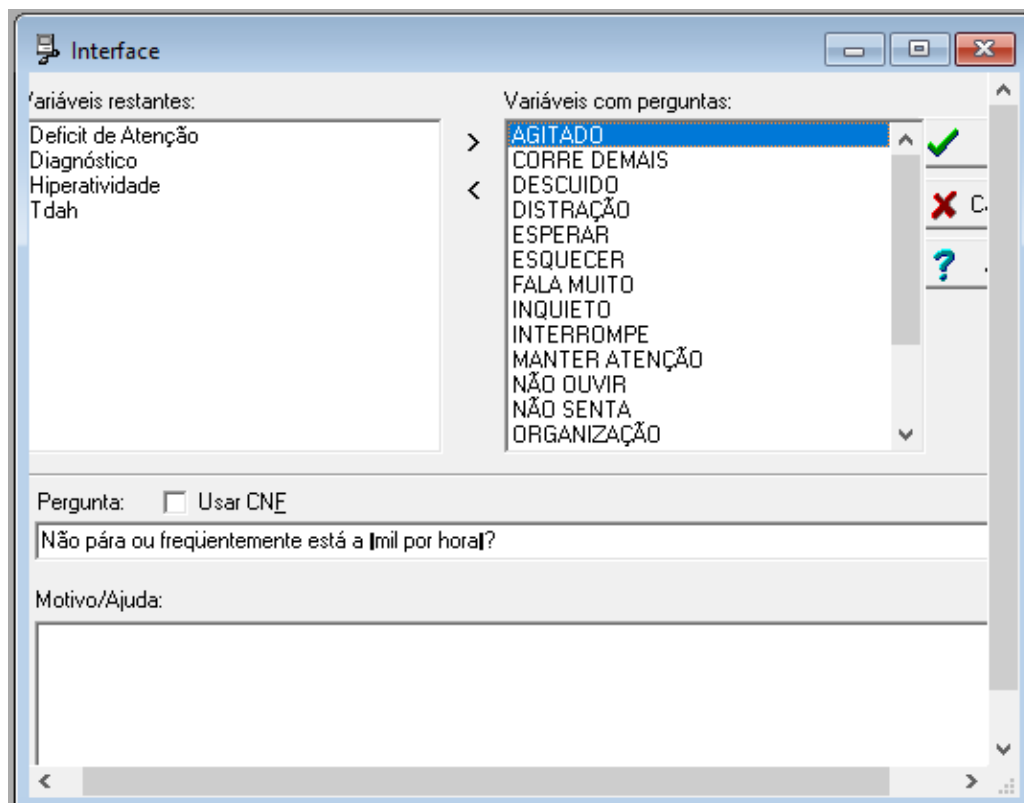 Interface
Variáveis restantes:
Deficit de Atenção
Diagnóstico
Hiperatividade
Tdah
>
<
Variáveis com perguntas:
AGITADO
CORRE DEMAIS
DESCUIDO
DISTRAÇÃO
ESPERAR
ESQUECER
FALA MUITO
INQUIETO
INTERROMPE
MANTER ATENÇÃO
NÃO OUVIR
NÃO SENTA
ORGANIZAÇÃO
C
Pergunta: Usar CNF
Não pára ou freqüentemente está a mil por hora?
Motivo/Ajuda: